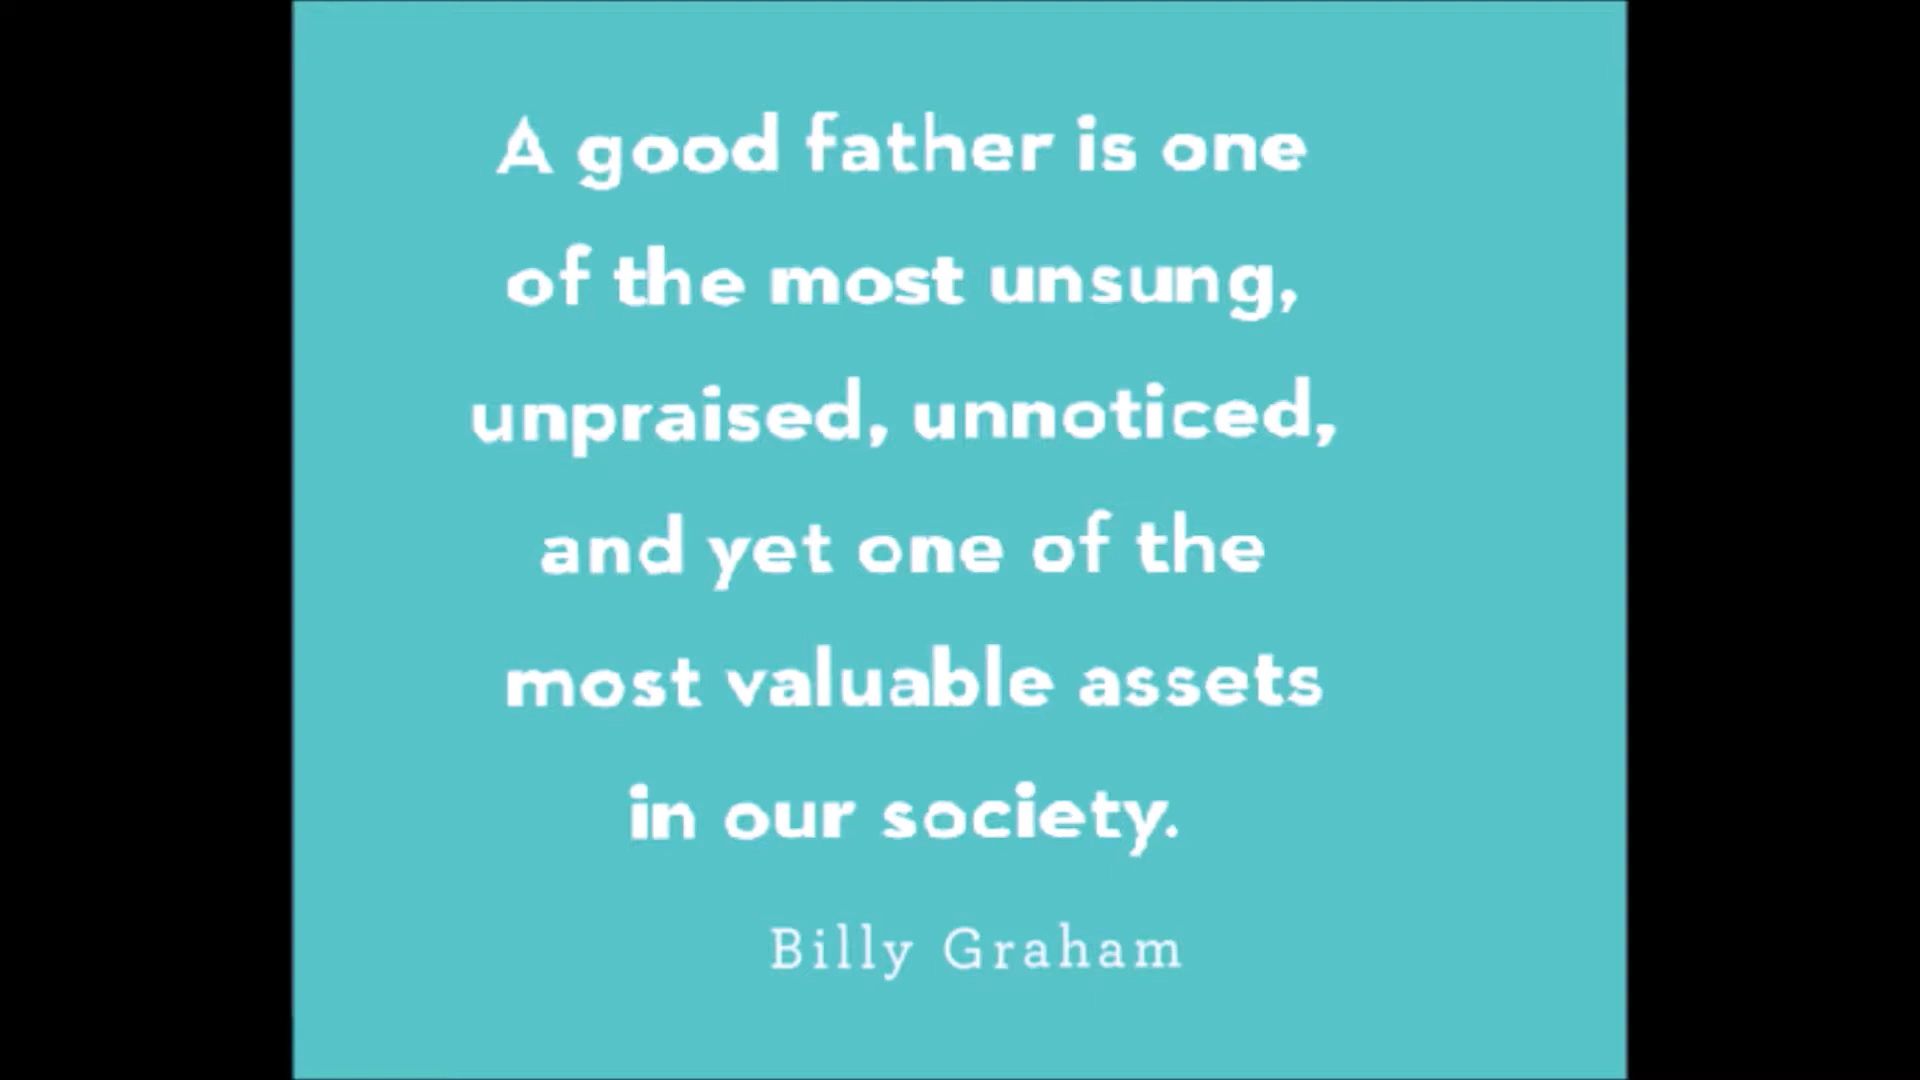 A good father is one
of the most unsung,
unpraised, unnoticed,
and yet one of the
most valuable assets
in our society.
Billy Graham